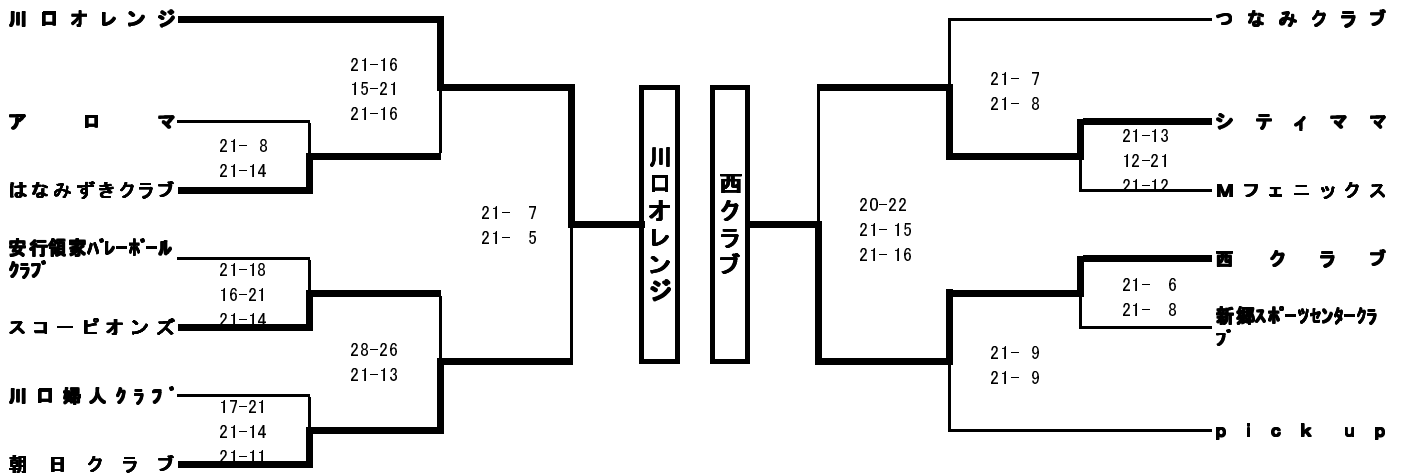 川口オレンジ
21-16
15-21
21-16
アロマ
21- 8
21-14
はなみずきクラブ
21- 7
21- 5
安行領家バレーボール
クラブ
21-18
16-21
21-14
スコーピオンズ
28-26
21-13
川口婦人クラブ
17-21
21-14
21-11
朝日クラブ
川口オレンジ
西クラブ
つなみクラブ
21- 7
21- 8
シティママ
21-13
12-21
21-12
Mフェニックス
20-22
21-15
21-16
西クラブ
21- 6
21- 8
新郷スポーツセンタークラ
ブ
21- 9
21- 9
pick up